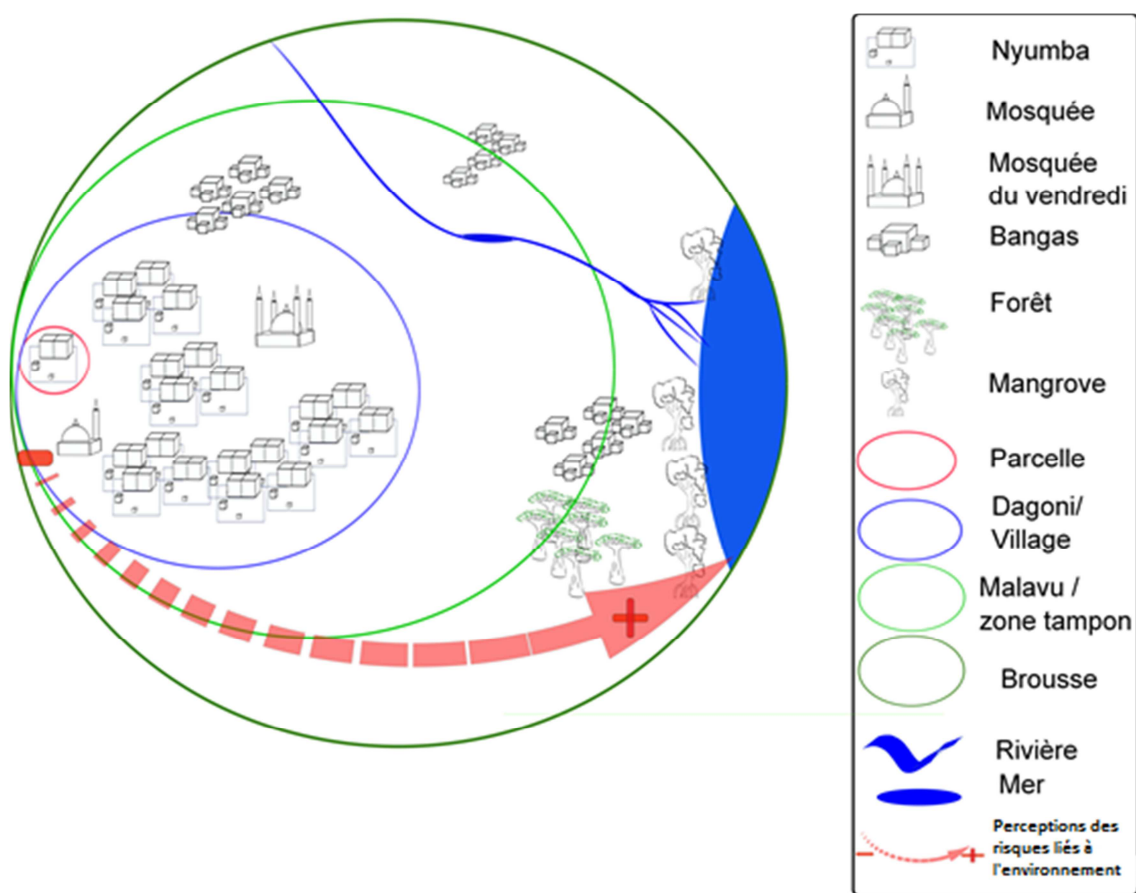 Nyumba
Mosquée
Mosquée
du vendredi
Bangas
Forêt
Mangrove
Parcelle
Dagoni/
Village
Malavu /
zone tampon
Brousse
Rivière
Mer
Perceptions des
risques liés à
l'environnement